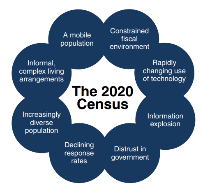 A mobile
population
Constrained
fiscal
environment
Rapidly
changing use
of technology
Information
explosion
Distrust in
government
Declining
response
rates
Increasingly
diverse
population
Informal,
complex living
arrangements
The 2020
Census